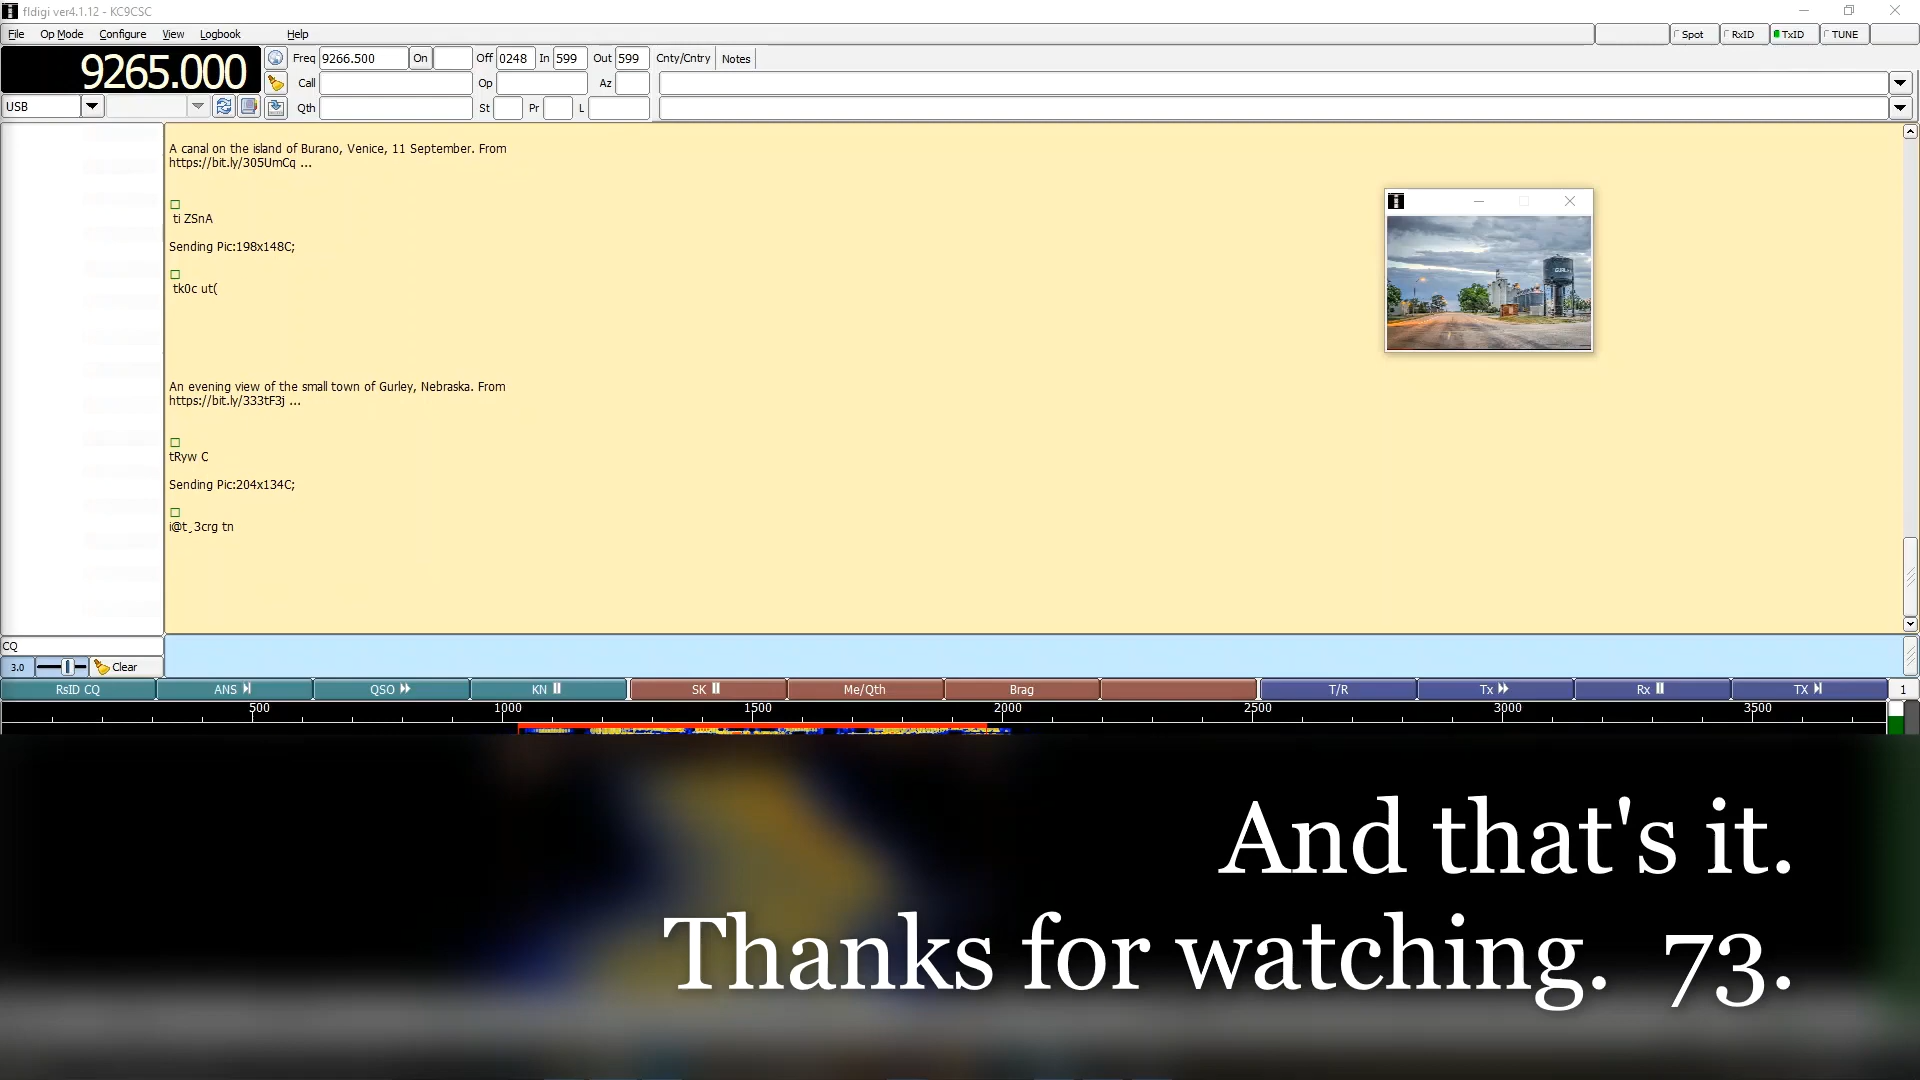 fldigi ver4.1.12 - KC9CSC
File Op Mode Configure View Logbook Help
Spot RxID TxID TUNE
9265.000
Freq 9266.500 On Off 0248 In 599 Out 599 Cnty/Cntry Notes
Call Op Az
USB
Qth St Pr L
A canal on the island of Burano, Venice, 11 September. From
https://bit.ly/305UmCq ...
ti ZSnA
Sending Pic:198x148C;
tk0c ut(
An evening view of the small town of Gurley, Nebraska. From
https://bit.ly/333tF3j ...
tRyw C
Sending Pic:204x134C;
i@t¸3crg tn
CQ
3.0 Clear
RsID CQ ANS QSO KN SK Me/Qth Brag T/R Tx Rx TX 1
500 1000 1500 2000 2500 3000 3500
And that's it.
Thanks for watching. 73.